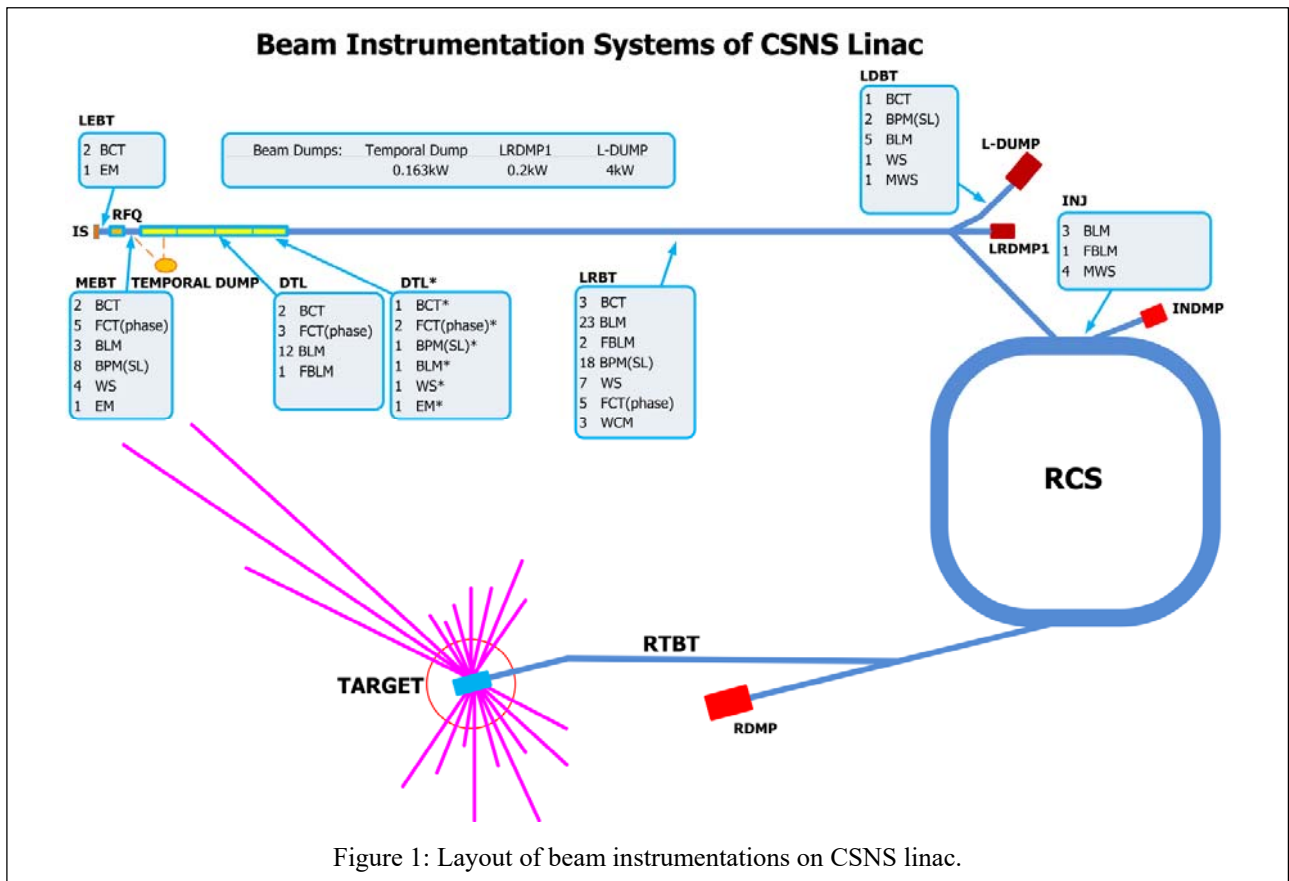 Beam Instrumentation Systems of CSNS Linac
LEBT
2 BCT
1 EM
Beam Dumps: Temporal Dump LRDMP1 L-DUMP
0.163kW 0.2kW 4kW
LDBT
1 BCT
2 BPM(SL)
5 BLM
1 WS
1 MWS
L-DUMP
IS
RFQ
LRDMP1
INJ
3 BLM
1 FBLM
4 MWS
INDMP
MEBT
2 BCT
5 FCT(phase)
3 BLM
8 BPM(SL)
4 WS
1 EM
TEMPORAL DUMP
DTL
2 BCT
3 FCT(phase)
12 BLM
1 FBLM
DTL*
1 BCT*
2 FCT(phase)*
1 BPM(SL)*
1 BLM*
1 WS*
1 EM*
LRBT
3 BCT
23 BLM
2 FBLM
18 BPM(SL)
7 WS
5 FCT(phase)
3 WCM
RCS
RTBT
TARGET
RDMP
Figure 1: Layout of beam instrumentations on CSNS linac.